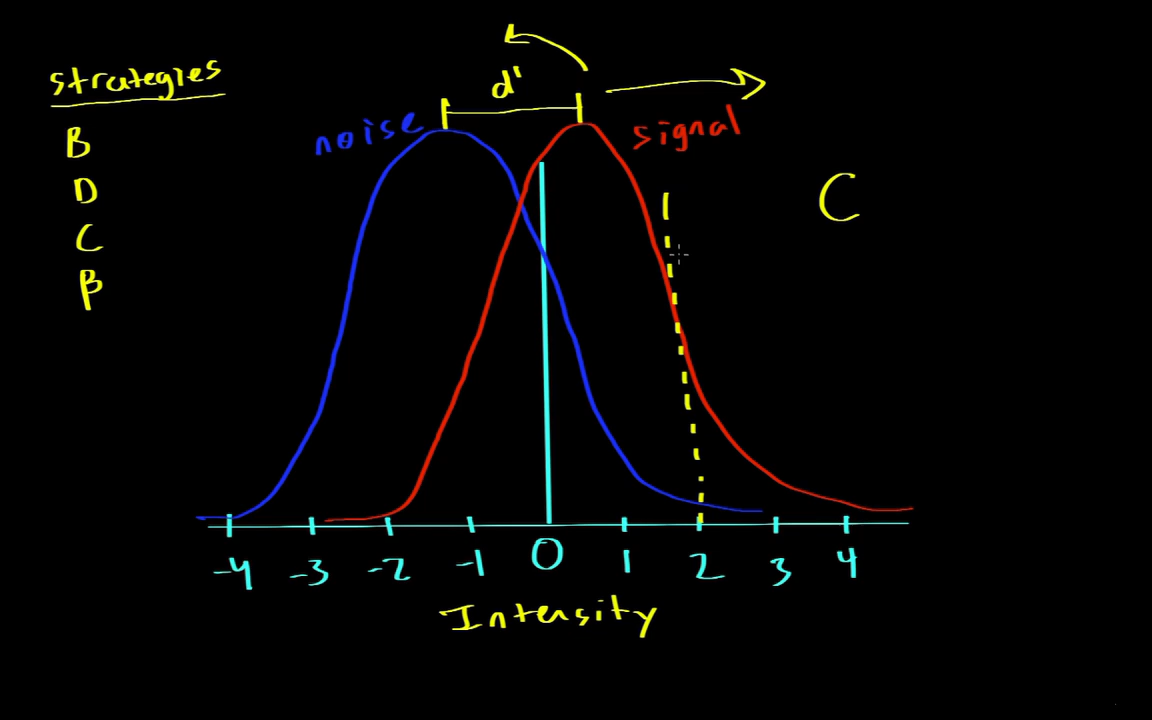 strategies
B
D
C
β
d'
noise
signal
C
-4 -3 -2 -1 0 1 2 3 4
Intensity